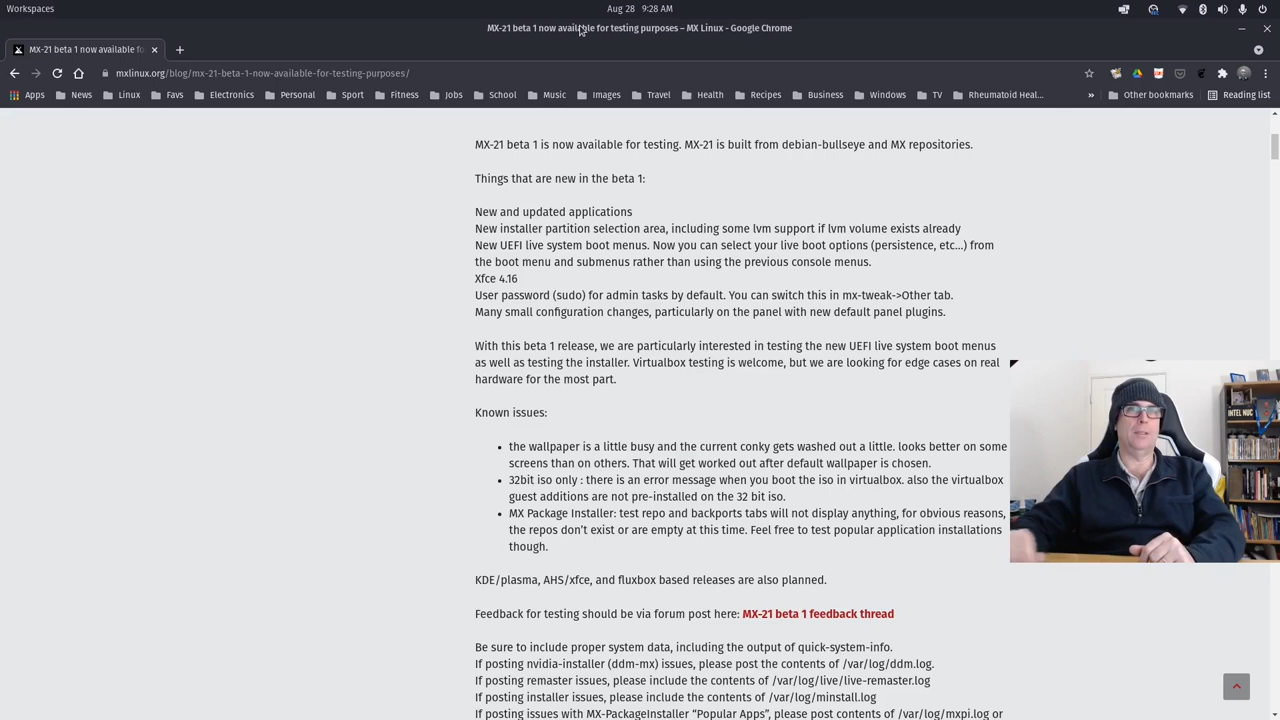 Workspaces
Aug 28 9:28 AM
MX-21 beta 1 now available for testing purposes – MX Linux - Google Chrome
MX-21 beta 1 now available fo
mxlinux.org/blog/mx-21-beta-1-now-available-for-testing-purposes/
Apps News Linux Favs Electronics Personal Sport Fitness Jobs School Music Images Travel Health Recipes Business Windows TV Rheumatoid Heal... » Other bookmarks Reading list
MX-21 beta 1 is now available for testing. MX-21 is built from debian-bullseye and MX repositories.
Things that are new in the beta 1:
New and updated applications
New installer partition selection area, including some lvm support if lvm volume exists already
New UEFI live system boot menus. Now you can select your live boot options (persistence, etc…) from
the boot menu and submenus rather than using the previous console menus.
Xfce 4.16
User password (sudo) for admin tasks by default. You can switch this in mx-tweak->Other tab.
Many small configuration changes, particularly on the panel with new default panel plugins.
With this beta 1 release, we are particularly interested in testing the new UEFI live system boot menus
as well as testing the installer. Virtualbox testing is welcome, but we are looking for edge cases on real
hardware for the most part.
Known issues:
• the wallpaper is a little busy and the current conky gets washed out a little. looks better on some
screens than on others. That will get worked out after default wallpaper is chosen.
• 32bit iso only : there is an error message when you boot the iso in virtualbox. also the virtualbox
guest additions are not pre-installed on the 32 bit iso.
• MX Package Installer: test repo and backports tabs will not display anything, for obvious reasons,
the repos don't exist or are empty at this time. Feel free to test popular application installations
though.
KDE/plasma, AHS/xfce, and fluxbox based releases are also planned.
Feedback for testing should be via forum post here: MX-21 beta 1 feedback thread
Be sure to include proper system data, including the output of quick-system-info.
If posting nvidia-installer (ddm-mx) issues, please post the contents of /var/log/ddm.log.
If posting remaster issues, please include the contents of /var/log/live/live-remaster.log
If posting installer issues, please include the contents of /var/log/minstall.log
If posting issues with MX-PackageInstaller “Popular Apps”, please post contents of /var/log/mxpi.log or
INTEL NUC